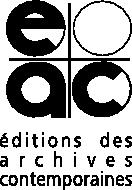 e
ac
éditions des
archives
contemporaines